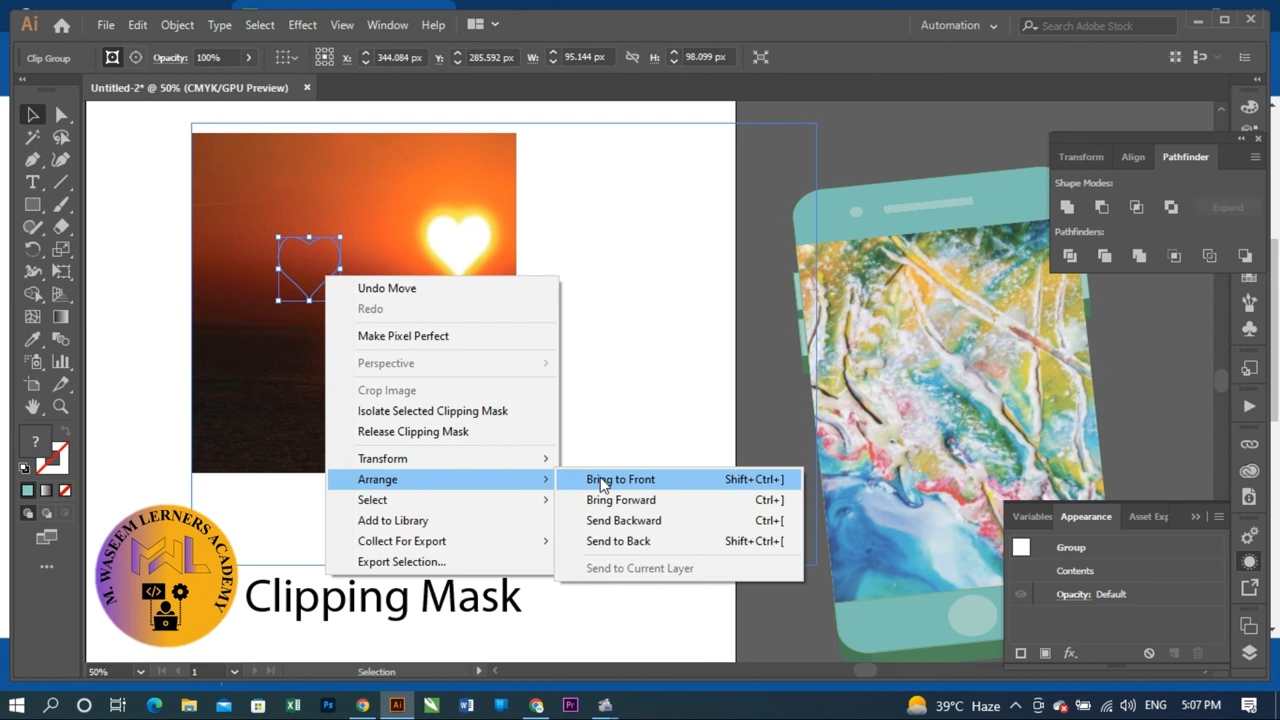 Ai
File Edit Object Type Select Effect View Window Help
Automation
Search Adobe Stock
Clip Group
Opacity: 100%
X: 344.084 px
Y: 285.592 px
W: 95.144 px
H: 98.099 px
Untitled-2* @ 50% (CMYK/GPU Preview)
Transform Align Pathfinder
Shape Modes:
Expand
Pathfinders:
Undo Move
Redo
Make Pixel Perfect
Perspective
Crop Image
Isolate Selected Clipping Mask
Release Clipping Mask
Transform
Arrange
Select
Add to Library
Collect For Export
Export Selection...
Bring to Front Shift+Ctrl+]
Bring Forward Ctrl+]
Send Backward Ctrl+[
Send to Back Shift+Ctrl+[
Send to Current Layer
?
Variables Appearance Asset Exp
Group
Contents
Opacity: Default
fx
M. WASEEM LERNERS ACADEMY
Clipping Mask
50%
1
Selection
Ps
Ai
Pr
39°C Haze
ENG
5:07 PM